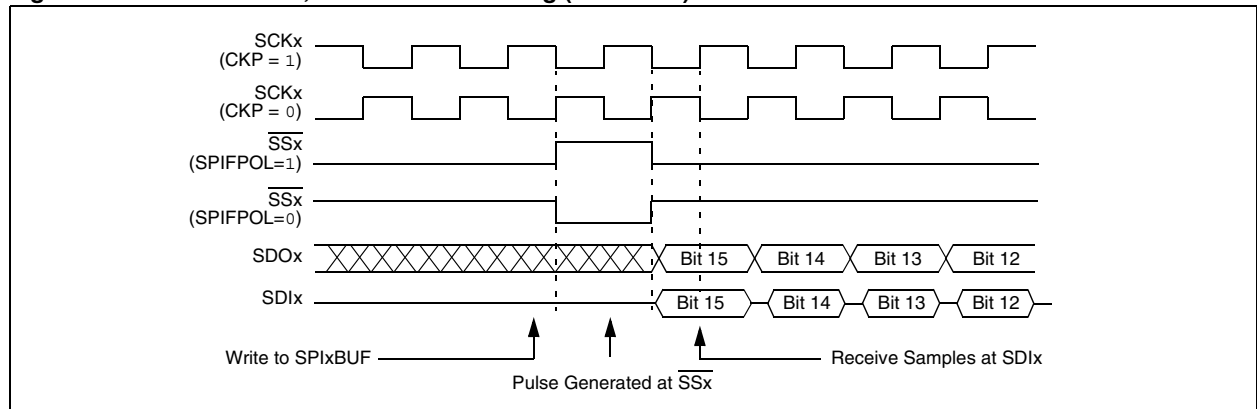 SCKx
(CKP = 1)
SCKx
(CKP = 0)
SSx
(SPIFPOL=1)
SSx
(SPIFPOL=0)
SDOx
Bit 15 Bit 14 Bit 13 Bit 12
SDIx
Bit 15 Bit 14 Bit 13 Bit 12
Write to SPIxBUF
Receive Samples at SDIx
Pulse Generated at SSx